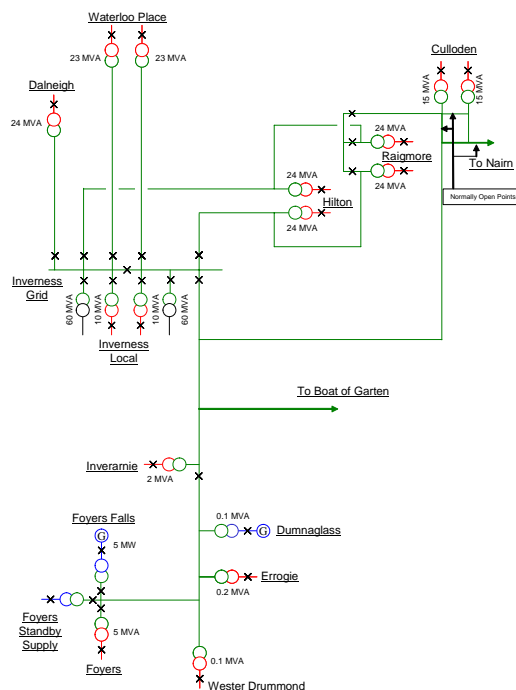 Waterloo Place
Culloden
23 MVA
23 MVA
Dalneigh
15 MVA
15 MVA
24 MVA
24 MVA
Raigmore
To Nairn
24 MVA
24 MVA
Hilton
Normally Open Points
24 MVA
Inverness
Grid
60 MVA
10 MVA
10 MVA
60 MVA
Inverness
Local
To Boat of Garten
Inverarnie
2 MVA
Foyers Falls
0.1 MVA
G
5 MW
G
Dumnaglass
Errogie
0.2 MVA
Foyers
Standby
Supply
5 MVA
Foyers
0.1 MVA
Wester Drummond